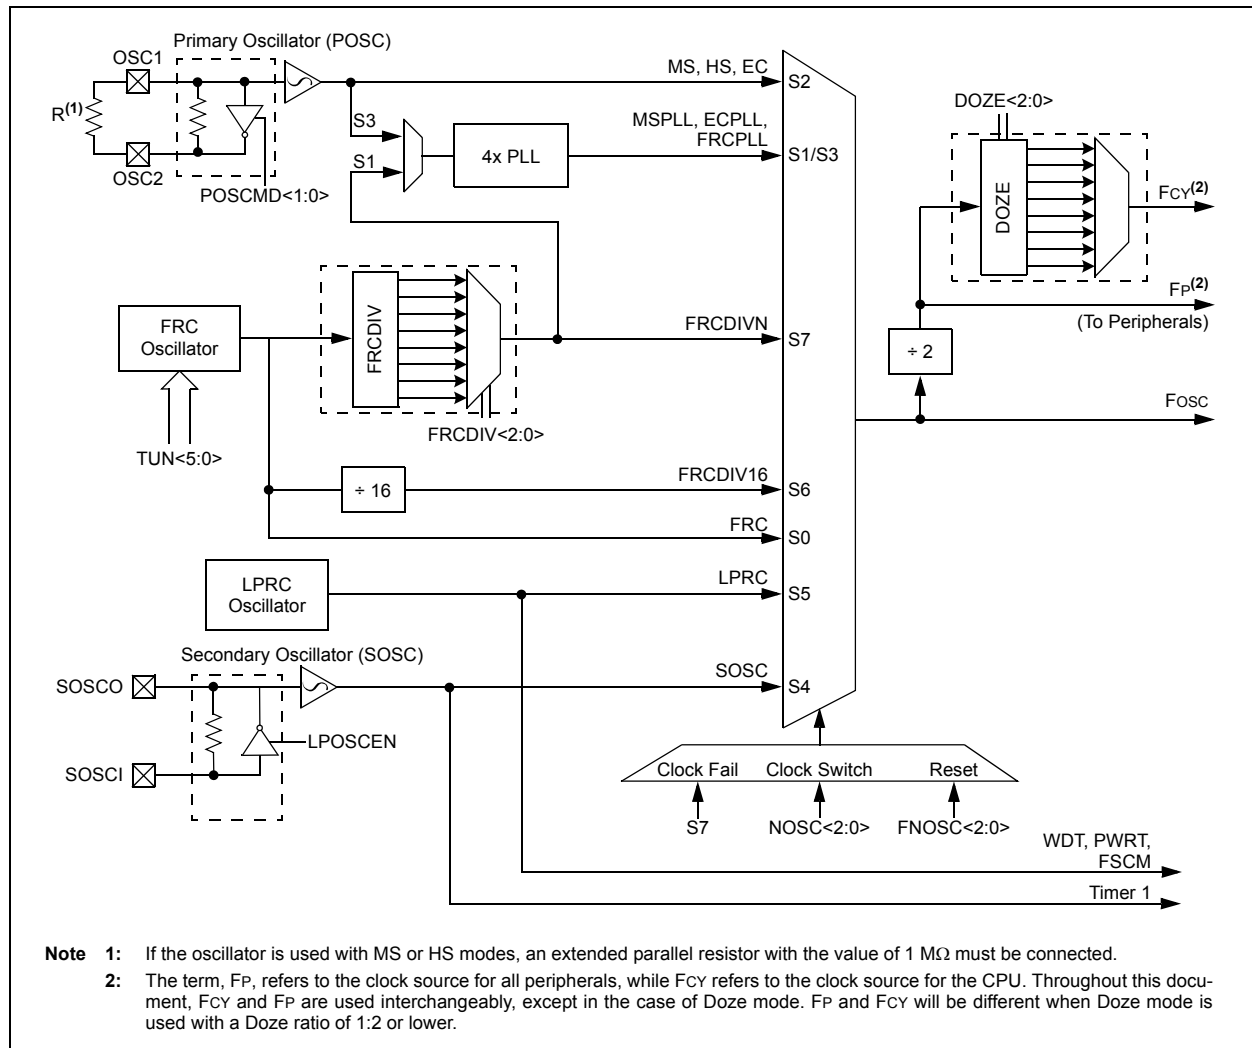 Primary Oscillator (POSC)
OSC1
R(1)
OSC2
POSCMD<1:0>
MS, HS, EC
S2
S3
S1
4x PLL
MSPLL, ECPLL,
FRCPLL
S1/S3
DOZE<2:0>
DOZE
FCY(2)
FP(2)
(To Peripherals)
÷ 2
FOSC
FRC
Oscillator
TUN<5:0>
FRCDIV
FRCDIV<2:0>
FRCDIVN
S7
÷ 16
FRCDIV16
S6
FRC
S0
LPRC
Oscillator
LPRC
S5
Secondary Oscillator (SOSC)
SOSCO
SOSCI
LPOSCEN
SOSC
S4
Clock Fail
Clock Switch
Reset
S7
NOSC<2:0>
FNOSC<2:0>
WDT, PWRT,
FSCM
Timer 1
Note 1: If the oscillator is used with MS or HS modes, an extended parallel resistor with the value of 1 MΩ must be connected.
2: The term, FP, refers to the clock source for all peripherals, while FCY refers to the clock source for the CPU. Throughout this docu-
ment, FCY and FP are used interchangeably, except in the case of Doze mode. FP and FCY will be different when Doze mode is
used with a Doze ratio of 1:2 or lower.